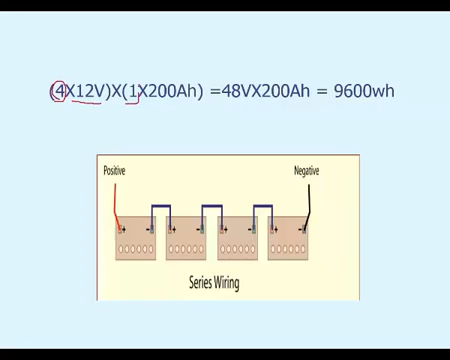 (4X12V)X(1X200Ah) =48VX200Ah = 9600wh
Positive
Negative
+ - + - + - + -
Series Wiring